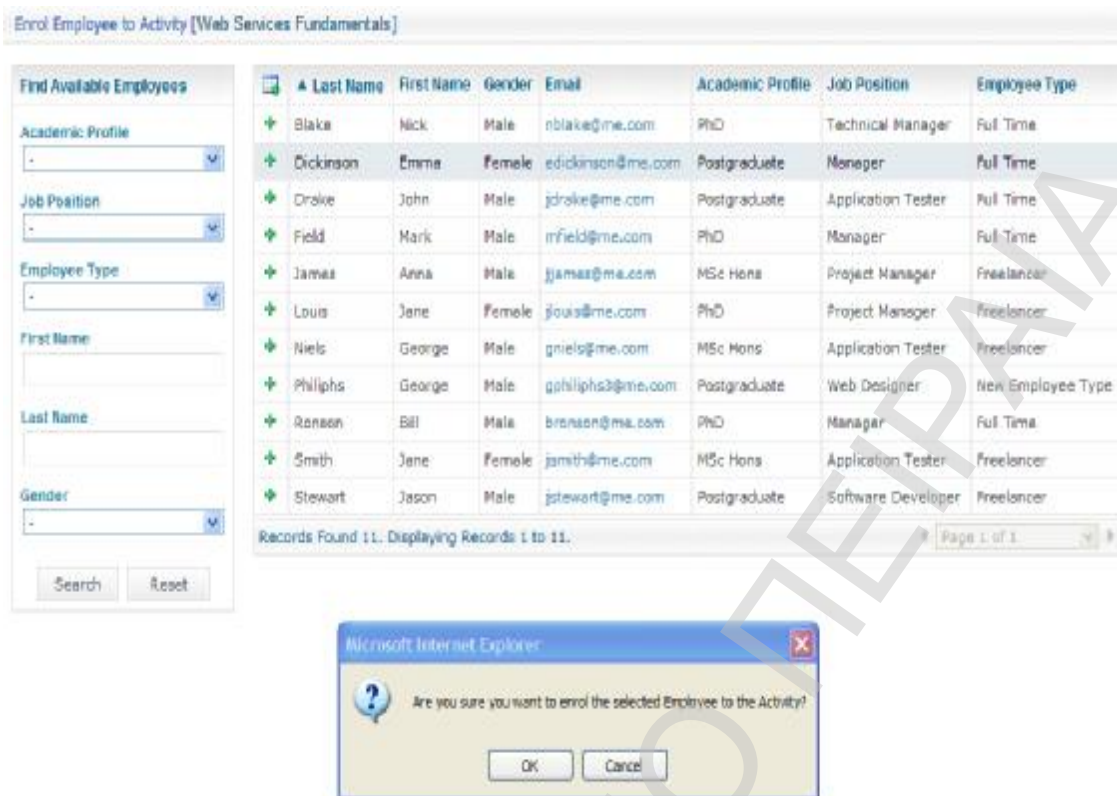 Enrol Employee to Activity [Web Services Fundamentals]
Find Available Employees
Academic Profile
-
Job Position
-
Employee Type
-
First Name
Last Name
Gender
-
Search Reset
▲ Last Name First Name Gender Email Academic Profile Job Position Employee Type
Blake Nick Male nblake@me.com PhD Technical Manager Full Time
Dickinson Emma Female edickinson@me.com Postgraduate Manager Full Time
Drake John Male jdrake@me.com Postgraduate Application Tester Full Time
Field Mark Male mfield@me.com PhD Manager Full Time
James Anna Male jjames@me.com MSc Hons Project Manager Freelancer
Louis Jane Female jlouis@me.com PhD Project Manager Freelancer
Niels George Male gniels@me.com MSc Hons Application Tester Freelancer
Philiphs George Male gphiliphs3@me.com Postgraduate Web Designer New Employee Type
Ronson Bill Male bronson@me.com PhD Manager Full Time
Smith Jane Female jsmith@me.com MSc Hons Application Tester Freelancer
Stewart Jason Male jstewart@me.com Postgraduate Software Developer Freelancer
Records Found 11. Displaying Records 1 to 11.
Page 1 of 1
Microsoft Internet Explorer
Are you sure you want to enrol the selected Employee to the Activity?
OK Cancel
Ο ΠΕΙΡΑΙΑ